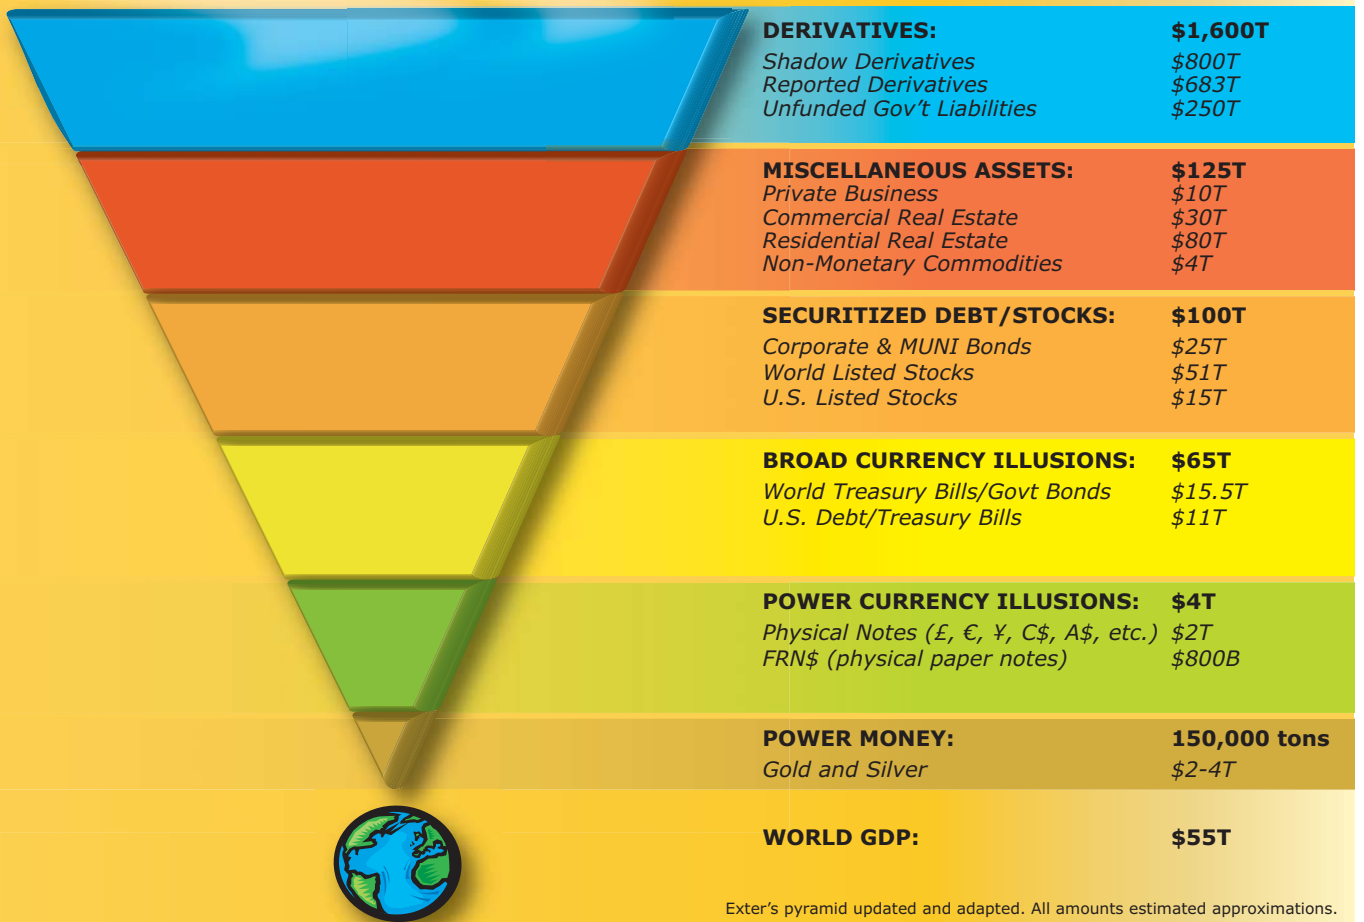 DERIVATIVES: $1,600T
Shadow Derivatives $800T
Reported Derivatives $683T
Unfunded Gov't Liabilities $250T
MISCELLANEOUS ASSETS: $125T
Private Business $10T
Commercial Real Estate $30T
Residential Real Estate $80T
Non-Monetary Commodities $4T
SECURITIZED DEBT/STOCKS: $100T
Corporate & MUNI Bonds $25T
World Listed Stocks $51T
U.S. Listed Stocks $15T
BROAD CURRENCY ILLUSIONS: $65T
World Treasury Bills/Govt Bonds $15.5T
U.S. Debt/Treasury Bills $11T
POWER CURRENCY ILLUSIONS: $4T
Physical Notes (£, €, ¥, C$, A$, etc.) $2T
FRN$ (physical paper notes) $800B
POWER MONEY: 150,000 tons
Gold and Silver $2-4T
WORLD GDP: $55T
Exter's pyramid updated and adapted. All amounts estimated approximations.